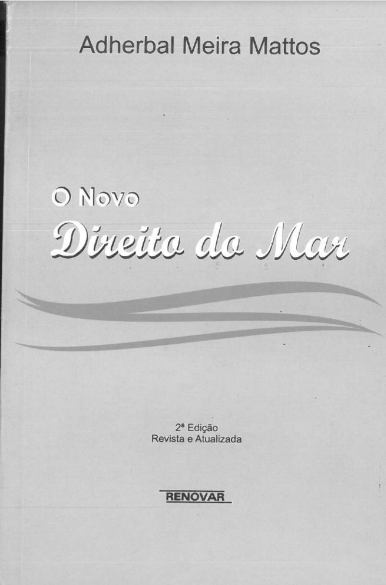 Adherbal Meira Mattos
O Novo
Direito do Mar
2ª Edição
Revista e Atualizada
RENOVAR